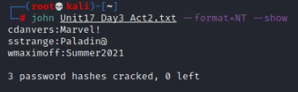 ┌──(root💀kali)-[~]
└─# john Unit17_Day3_Act2.txt --format=NT --show
cdanvers:Marvel!
sstrange:Paladin@
wmaximoff:Summer2021

3 password hashes cracked, 0 left